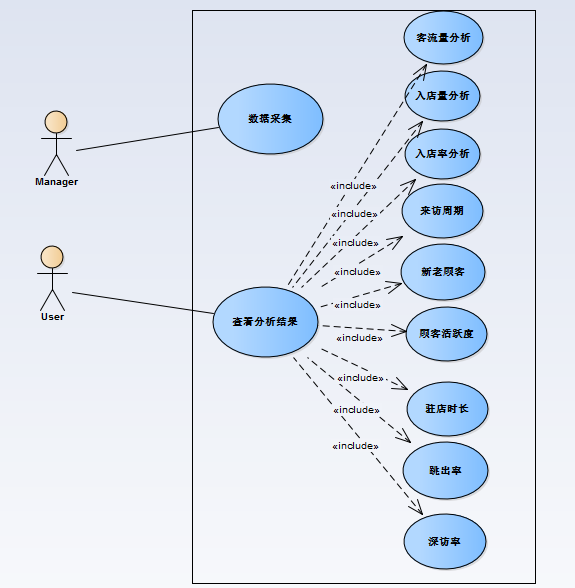 客流量分析
入店量分析
数据采集
入店率分析
Manager
«include»
来访周期
«include»
«include»
新老顾客
«include»
«include»
User
查看分析结果
顾客活跃度
«include»
«include»
驻店时长
«include»
«include»
跳出率
深访率